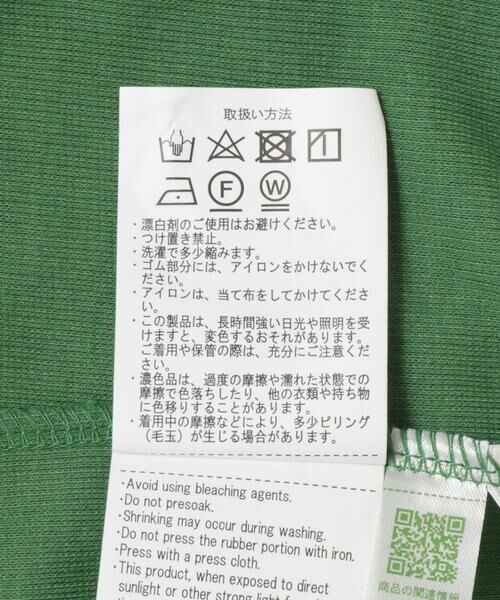 取扱い方法
F
W
・漂白剤のご使用はお避けください。
・つけ置き禁止。
・洗濯で多少縮みます。
・ゴム部分には、アイロンをかけないでく
ださい。
・アイロンは、当て布をしてかけてくださ
い。
・この製品は、長時間強い日光や照明を受
けますと、変色するおそれがあります。
ご着用や保管の際は、充分にご注意くだ
さい。
・濃色品は、過度の摩擦や濡れた状態での
摩擦で色落ちしたり、他の衣類や持ち物
に色移りすることがあります。
・着用中の摩擦などにより、多少ピリング
（毛玉）が生じる場合があります。
・Avoid using bleaching agents.
・Do not presoak.
・Shrinking may occur during washing.
・Do not press the rubber portion with iron.
・Press with a press cloth.
・This product, when exposed to direct
sunlight or other strong light
商品の関連情報